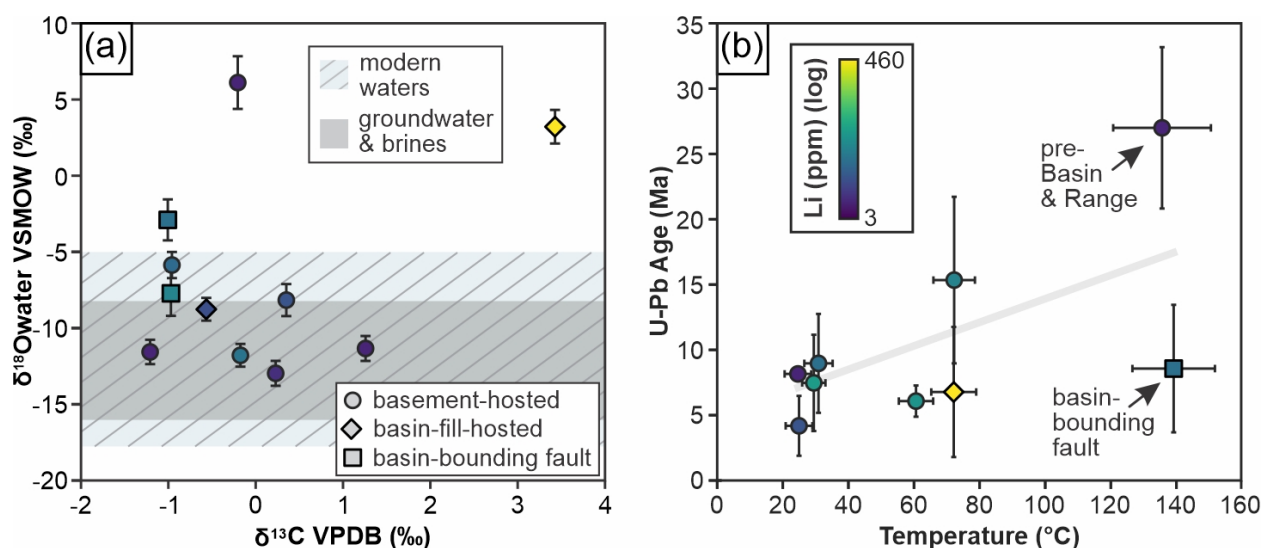 (a)
10
5
0
-5
-10
-15
-20
δ¹⁸Owater VSMOW (‰)
modern
waters
groundwater
& brines
basement-hosted
basin-fill-hosted
basin-bounding fault
-2
-1
0
1
2
3
4
δ¹³C VPDB (‰)
(b)
35
30
25
20
15
10
5
0
U-Pb Age (Ma)
Li (ppm) (log)
460
3
pre-
Basin
& Range
basin-
bounding
fault
0
20
40
60
80
100
120
140
160
Temperature (°C)